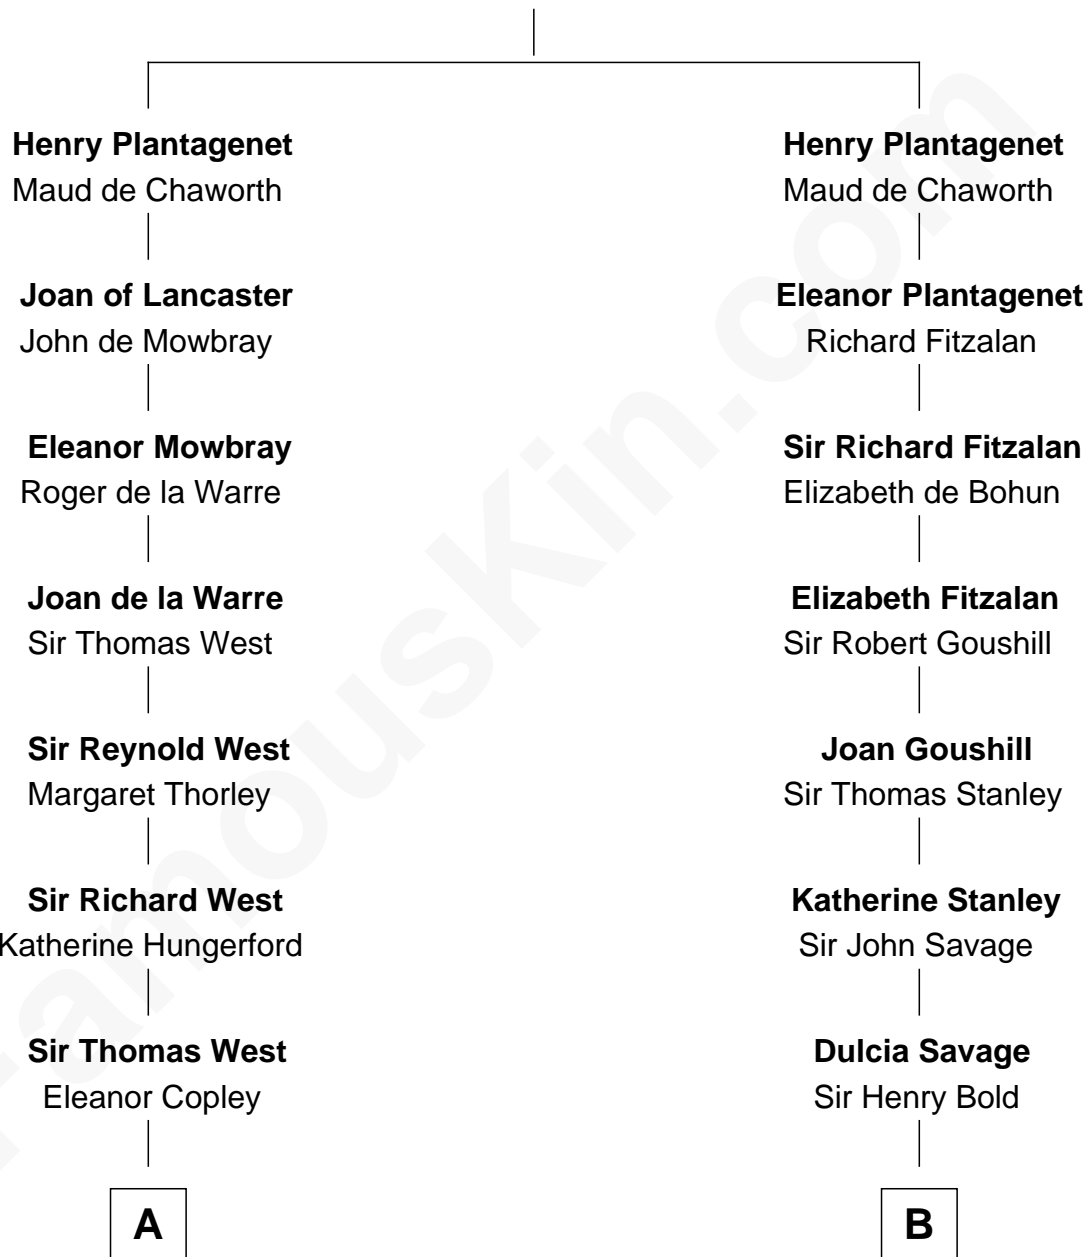 Henry Plantagenet
Maud de Chaworth
Joan of Lancaster
John de Mowbray
Eleanor Mowbray
Roger de la Warre
Joan de la Warre
Sir Thomas West
Sir Reynold West
Margaret Thorley
Sir Richard West
Katherine Hungerford
Sir Thomas West
Eleanor Copley
A
Henry Plantagenet
Maud de Chaworth
Eleanor Plantagenet
Richard Fitzalan
Sir Richard Fitzalan
Elizabeth de Bohun
Elizabeth Fitzalan
Sir Robert Goushill
Joan Goushill
Sir Thomas Stanley
Katherine Stanley
Sir John Savage
Dulcia Savage
Sir Henry Bold
B
FamousKin.com